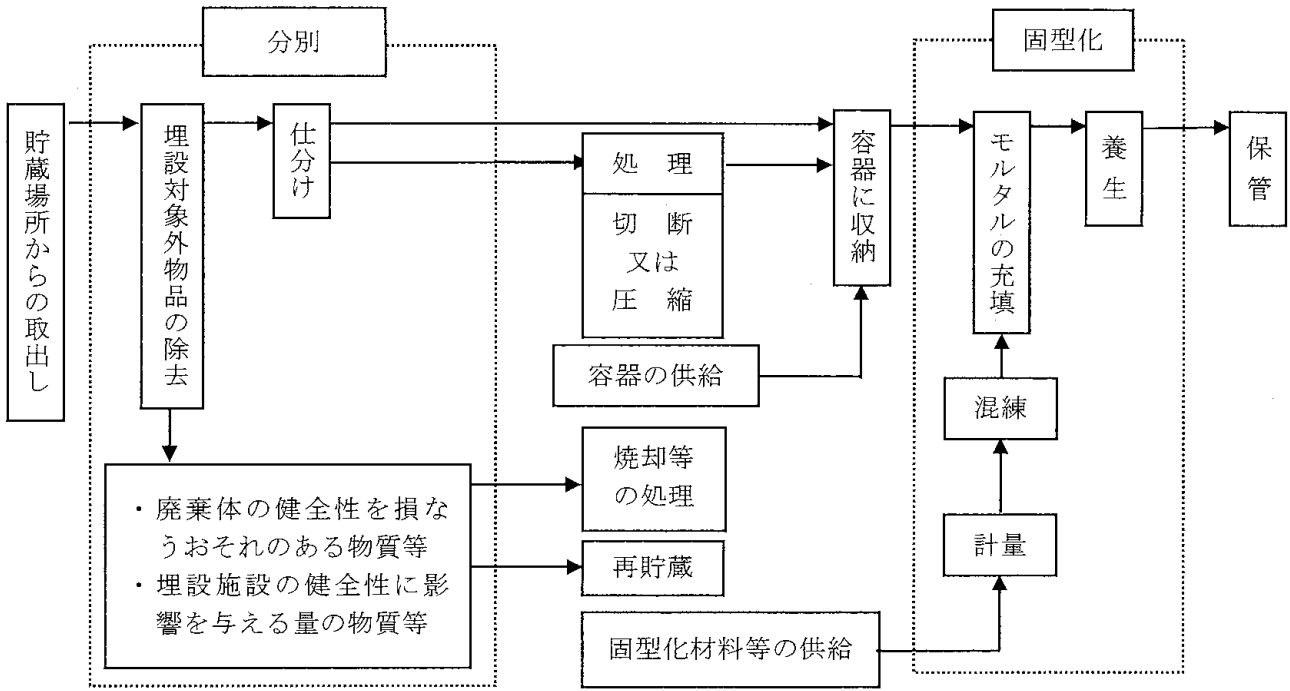 分別
固型化
貯蔵場所からの取出し
埋設対象外物品の除去
仕分け
処 理
切 断
又は
圧 縮
容器に収納
モルタルの充填
養生
保管
容器の供給
混練
・廃棄体の健全性を損な
うおそれのある物質等
・埋設施設の健全性に影
響を与える量の物質等
焼却等
の処理
再貯蔵
計量
固型化材料等の供給